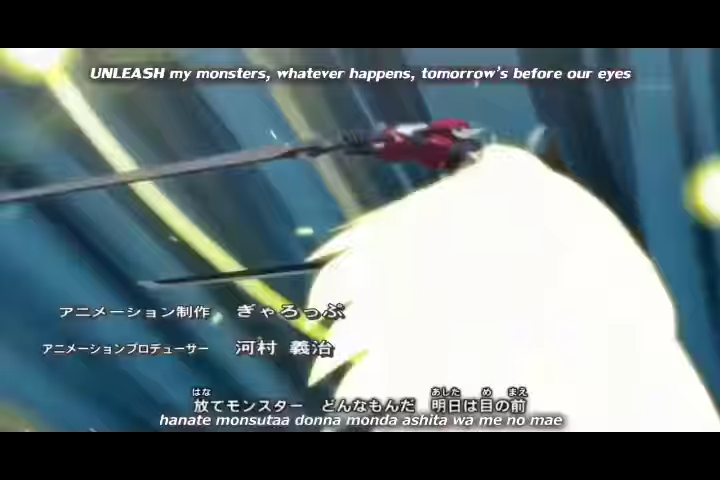 UNLEASH my monsters, whatever happens, tomorrow's before our eyes
アニメーション制作 ぎゃろっぷ
アニメーションプロデューサー 河村 義治
はな あした め まえ
放てモンスター どんなもんだ 明日は目の前
hanate monsutaa donna monda ashita wa me no mae